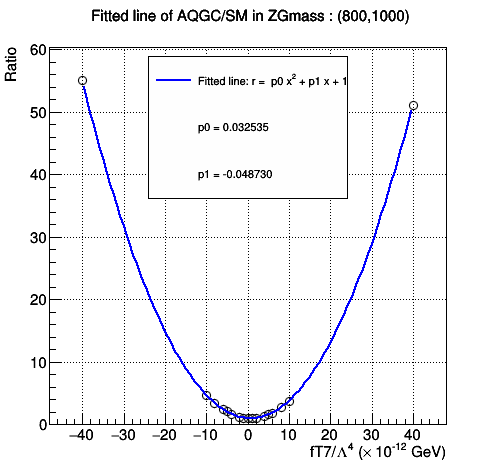 Fitted line of AQGC/SM in ZGmass : (800,1000)
Ratio
60
50
40
30
20
10
0
Fitted line: r = p0 x² + p1 x + 1
p0 = 0.032535
p1 = -0.048730
−40 −30 −20 −10 0 10 20 30 40
fT7/Λ⁴ (× 10⁻¹² GeV)